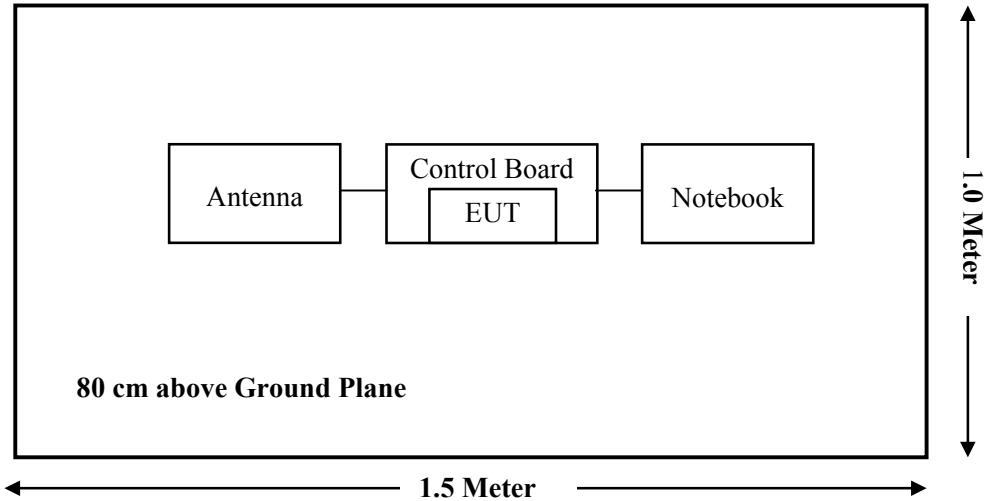 Antenna
Control Board
EUT
Notebook
1.0 Meter
80 cm above Ground Plane
1.5 Meter